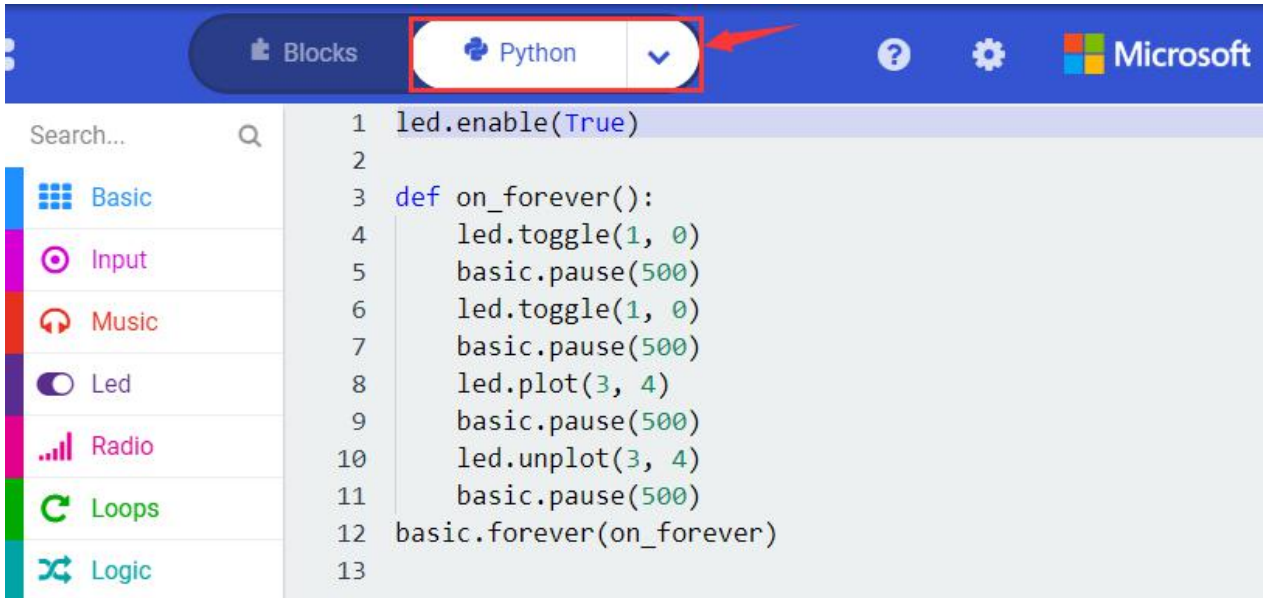 Blocks
Python
Microsoft
Search...
Basic
Input
Music
Led
Radio
Loops
Logic
1 led.enable(True)
2
3 def on_forever():
4     led.toggle(1, 0)
5     basic.pause(500)
6     led.toggle(1, 0)
7     basic.pause(500)
8     led.plot(3, 4)
9     basic.pause(500)
10     led.unplot(3, 4)
11     basic.pause(500)
12 basic.forever(on_forever)
13